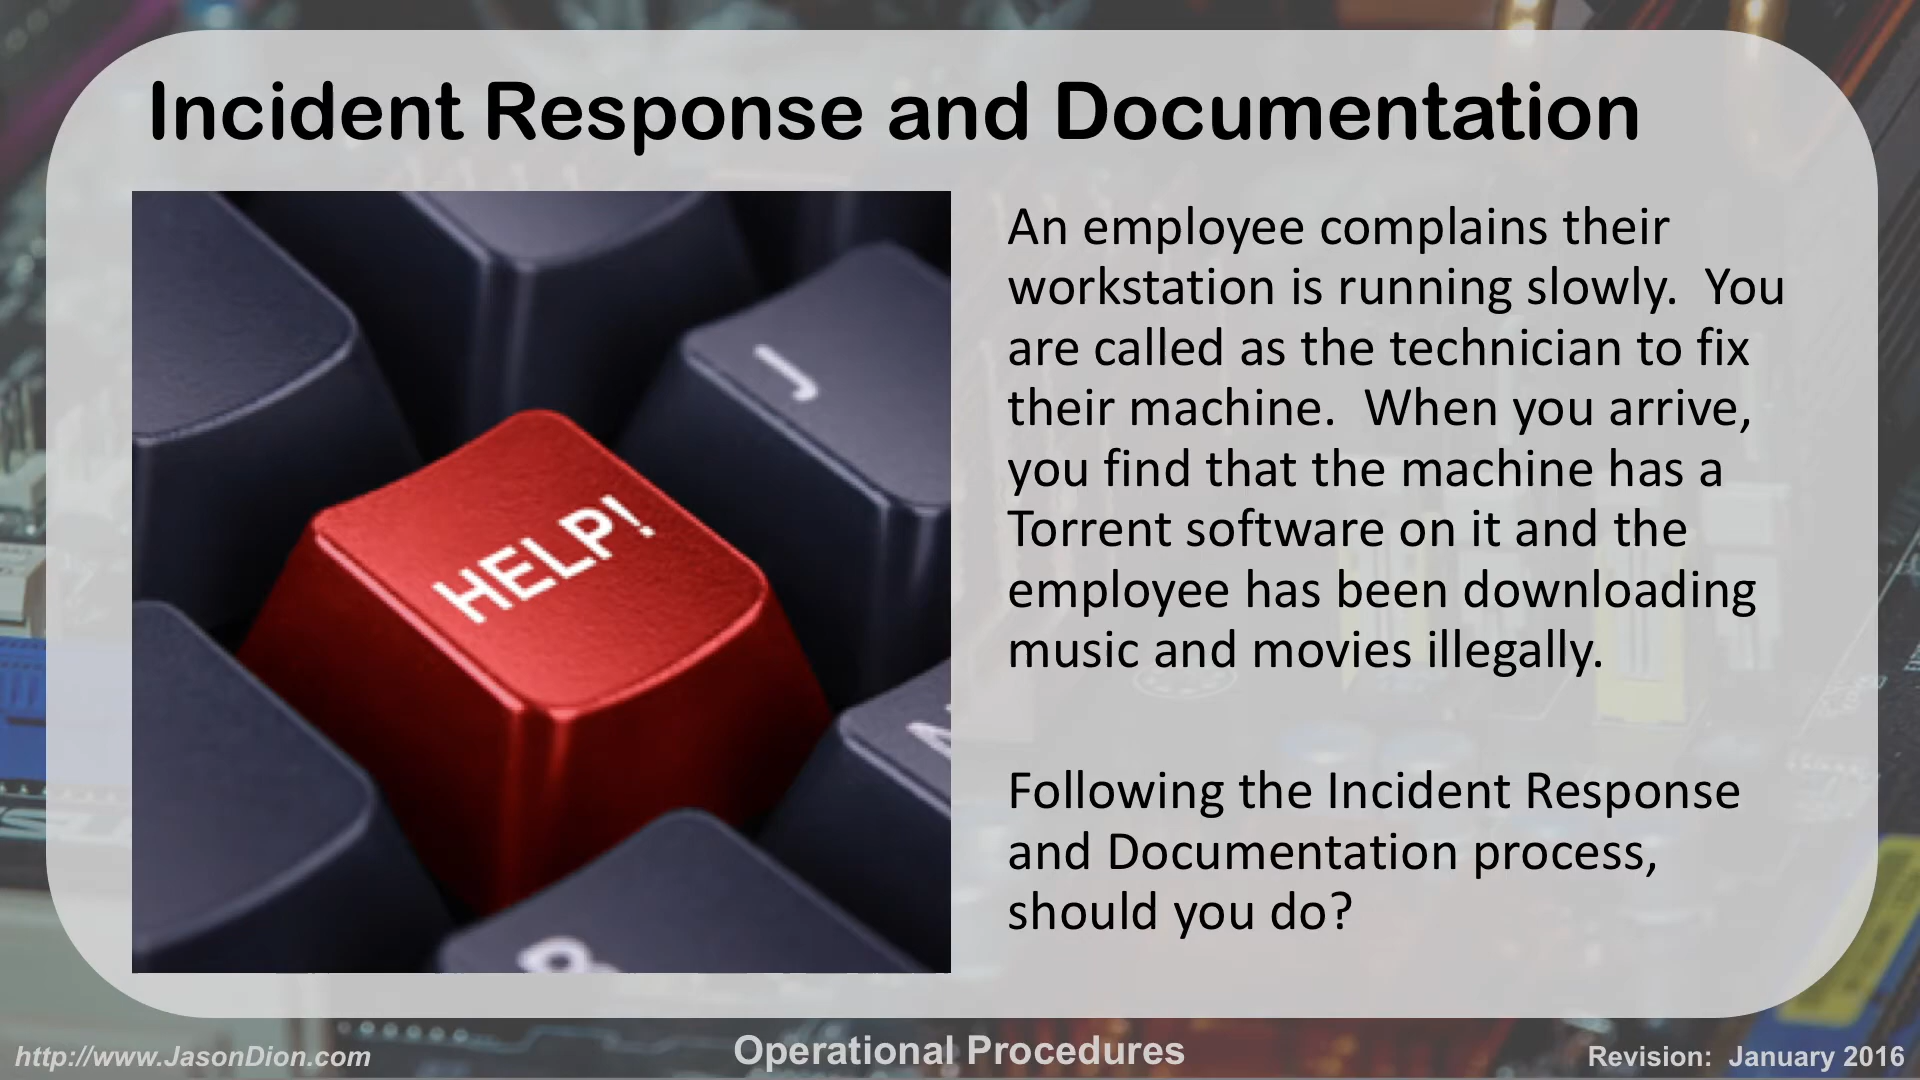 Incident Response and Documentation
J
HELP!
An employee complains their
workstation is running slowly.  You
are called as the technician to fix
their machine.  When you arrive,
you find that the machine has a
Torrent software on it and the
employee has been downloading
music and movies illegally.
Following the Incident Response
and Documentation process,
should you do?
http://www.JasonDion.com
Operational Procedures
Revision:  January 2016